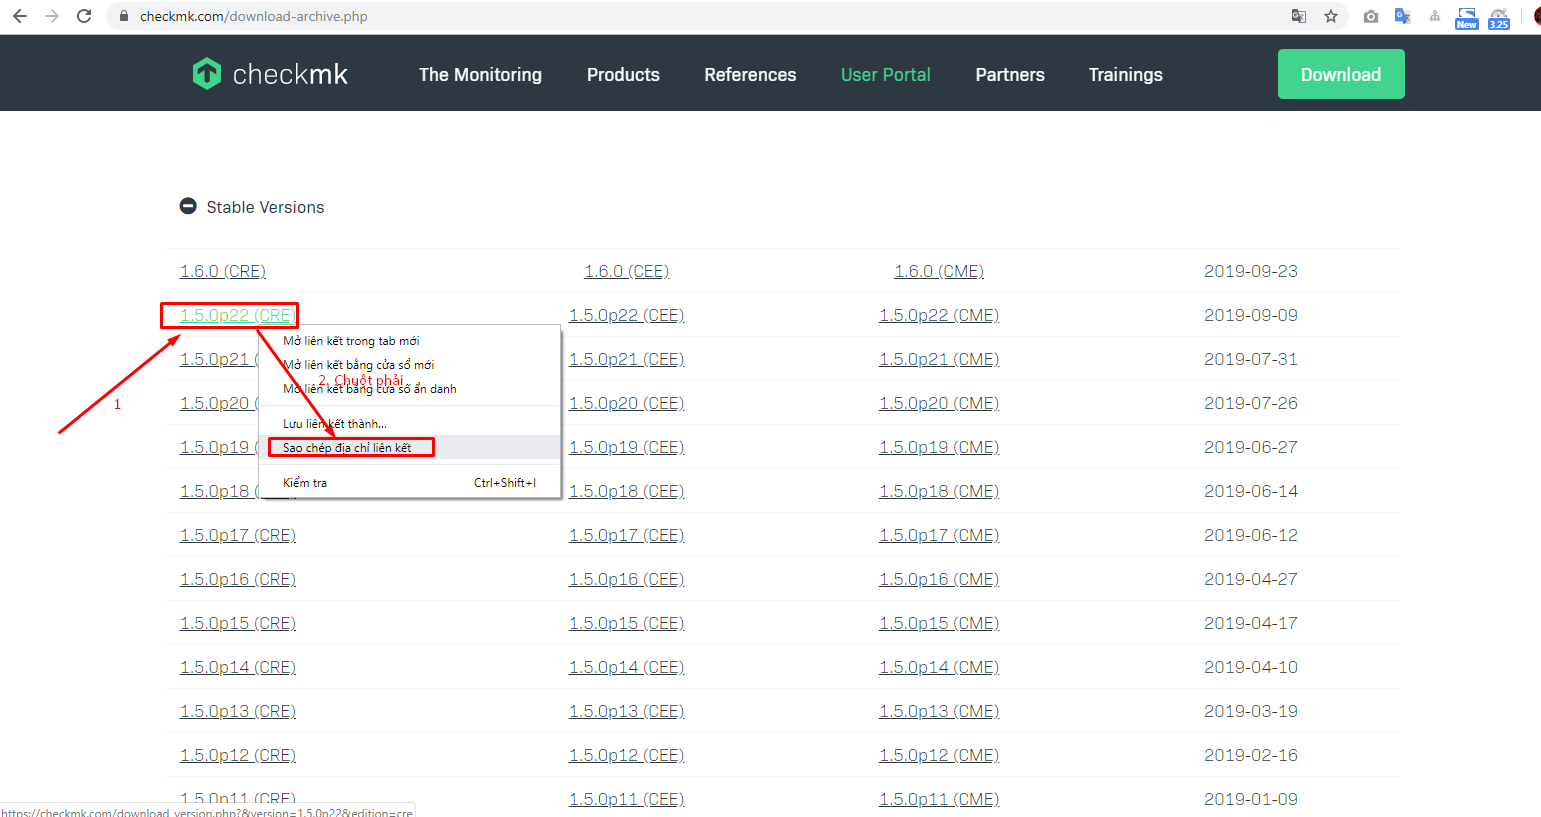 checkmk.com/download-archive.php
New
3.25
checkmk
The Monitoring
Products
References
User Portal
Partners
Trainings
Download
Stable Versions
1.6.0 (CRE) 1.6.0 (CEE) 1.6.0 (CME) 2019-09-23
1.5.0p22 (CRE) 1.5.0p22 (CEE) 1.5.0p22 (CME) 2019-09-09
Mở liên kết trong tab mới
1.5.0p21 ( 1.5.0p21 (CEE) 1.5.0p21 (CME) 2019-07-31
Mở liên kết bằng cửa sổ mới
2. Chuột phải
Mở liên kết bằng cửa sổ ẩn danh
1
1.5.0p20 ( 1.5.0p20 (CEE) 1.5.0p20 (CME) 2019-07-26
Lưu liên kết thành...
1.5.0p19 ( 1.5.0p19 (CEE) 1.5.0p19 (CME) 2019-06-27
Sao chép địa chỉ liên kết
Kiểm tra Ctrl+Shift+I
1.5.0p18 ( 1.5.0p18 (CEE) 1.5.0p18 (CME) 2019-06-14
1.5.0p17 (CRE) 1.5.0p17 (CEE) 1.5.0p17 (CME) 2019-06-12
1.5.0p16 (CRE) 1.5.0p16 (CEE) 1.5.0p16 (CME) 2019-04-27
1.5.0p15 (CRE) 1.5.0p15 (CEE) 1.5.0p15 (CME) 2019-04-17
1.5.0p14 (CRE) 1.5.0p14 (CEE) 1.5.0p14 (CME) 2019-04-10
1.5.0p13 (CRE) 1.5.0p13 (CEE) 1.5.0p13 (CME) 2019-03-19
1.5.0p12 (CRE) 1.5.0p12 (CEE) 1.5.0p12 (CME) 2019-02-16
1.5.0p11 (CRE) 1.5.0p11 (CEE) 1.5.0p11 (CME) 2019-01-09
https://checkmk.com/download_version.php?&version=1.5.0p22&edition=cre